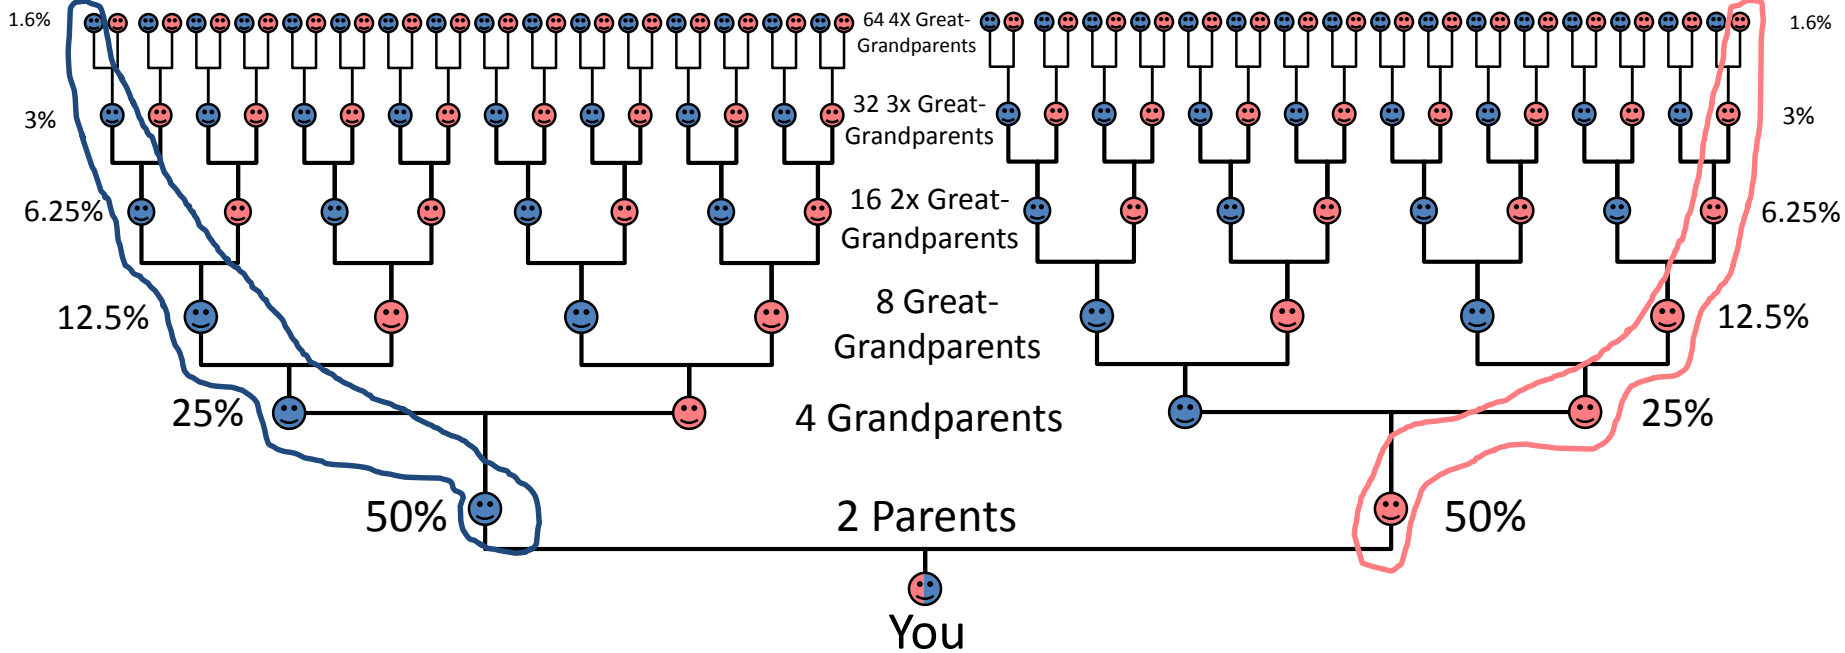 1.6% 64 4X Great- 1.6%
Grandparents
3% 32 3x Great- 3%
Grandparents
6.25% 16 2x Great- 6.25%
Grandparents
12.5% 8 Great- 12.5%
Grandparents
25% 4 Grandparents 25%
50% 2 Parents 50%
You